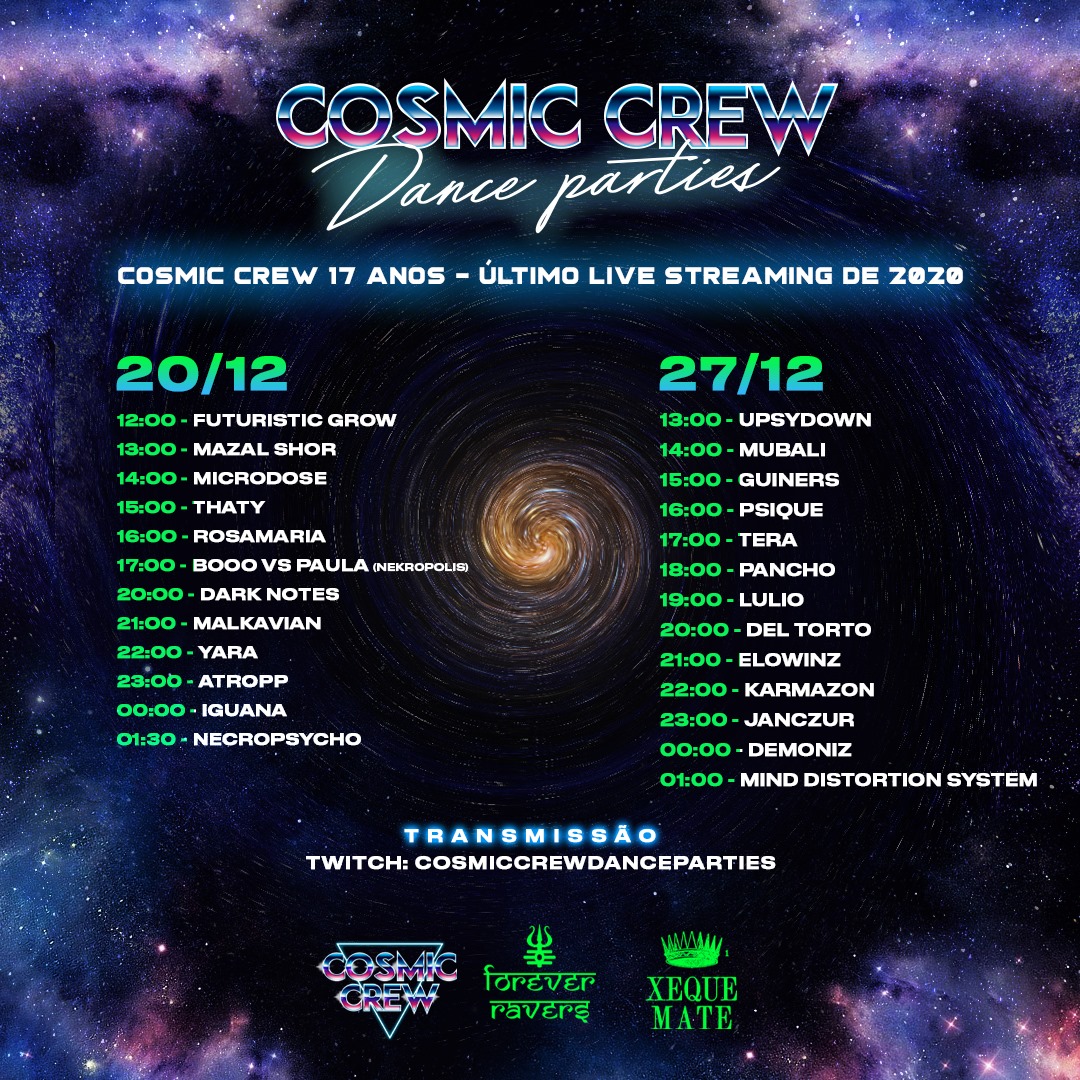 COSMIC CREW
Dance parties
COSMIC CREW 17 ANOS - ÚLTIMO LIVE STREAMING DE 2020
20/12
12:00 - FUTURISTIC GROW
13:00 - MAZAL SHOR
14:00 - MICRODOSE
15:00 - THATY
16:00 - ROSAMARIA
17:00 - BOOO VS PAULA (NEKROPOLIS)
20:00 - DARK NOTES
21:00 - MALKAVIAN
22:00 - YARA
23:00 - ATROPP
00:00 - IGUANA
01:30 - NECROPSYCHO
27/12
13:00 - UPSYDOWN
14:00 - MUBALI
15:00 - GUINERS
16:00 - PSIQUE
17:00 - TERA
18:00 - PANCHO
19:00 - LULIO
20:00 - DEL TORTO
21:00 - ELOWINZ
22:00 - KARMAZON
23:00 - JANCZUR
00:00 - DEMONIZ
01:00 - MIND DISTORTION SYSTEM
TRANSMISSÃO
TWITCH: COSMICCREWDANCEPARTIES
COSMIC
CREW
forever
ravers
XEQUE
MATE